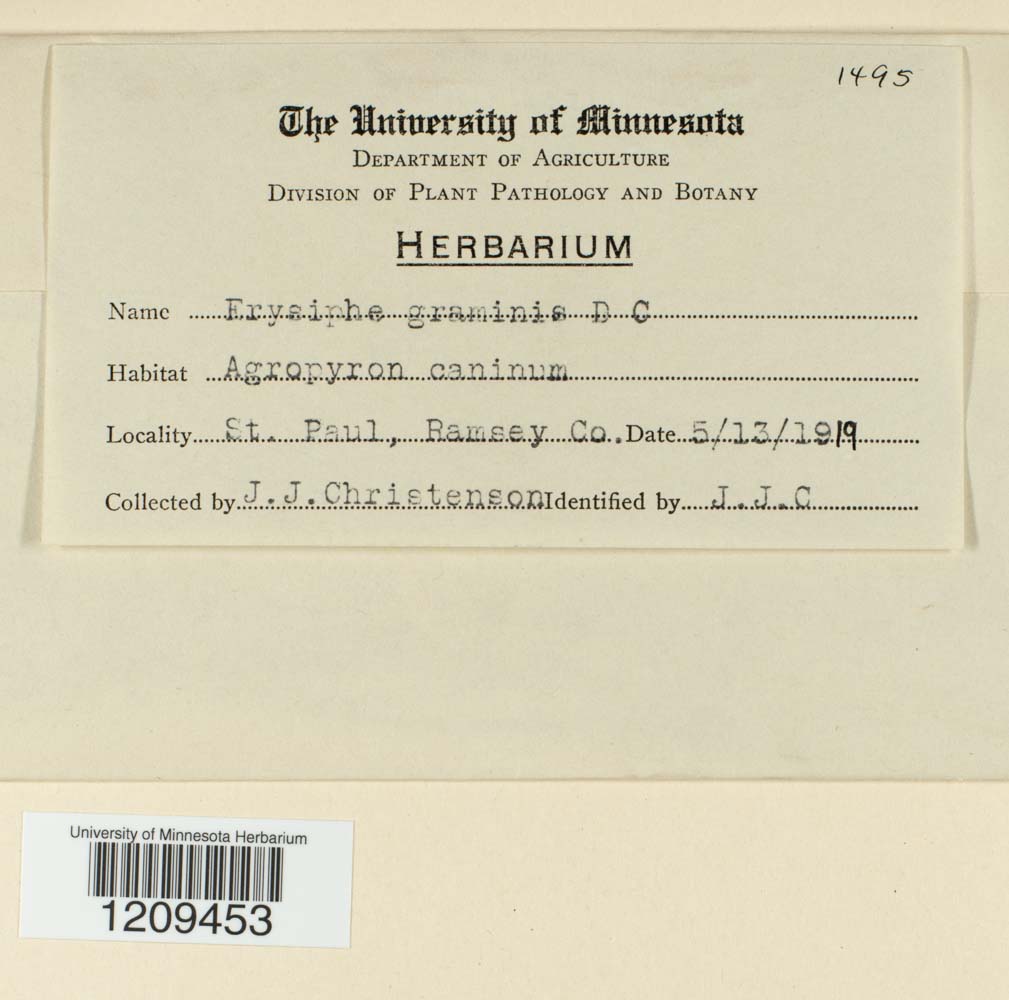 1495
The University of Minnesota
Department of Agriculture
Division of Plant Pathology and Botany
Herbarium
Name Erysiphe graminis D C
Habitat Agropyron caninum
Locality St. Paul, Ramsey Co. Date 5/13/1919
Collected by J.J.Christenson Identified by J.J.C
University of Minnesota Herbarium
1209453